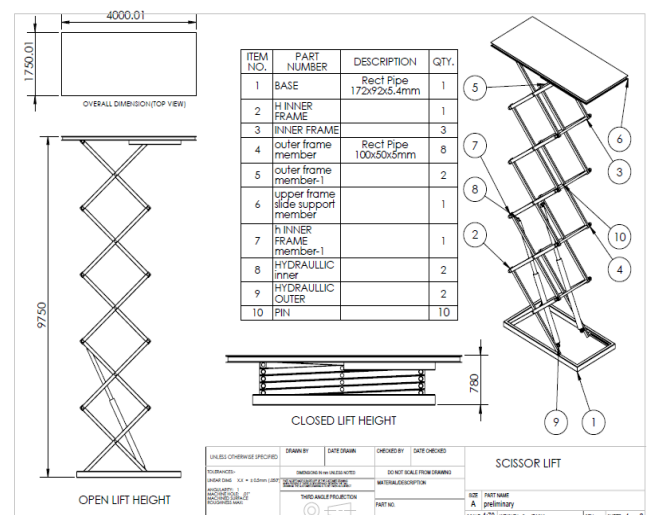 4000.01
1750.01
OVERALL DIMENSION(TOP VIEW)
9750
OPEN LIFT HEIGHT
ITEM NO. PART NUMBER DESCRIPTION QTY.
1 BASE Rect Pipe 172x92x5.4mm 1
2 H INNER FRAME 1
3 INNER FRAME 3
4 outer frame member Rect Pipe 100x50x5mm 8
5 outer frame member-1 2
6 upper frame slide support member 1
7 h INNER FRAME member-1 1
8 HYDRAULLIC inner 2
9 HYDRAULLIC OUTER 2
10 PIN 10
5
6
3
7
8
10
2
4
9
1
780
CLOSED LIFT HEIGHT
UNLESS OTHERWISE SPECIFIED
DRAWN BY
DATE DRAWN
CHECKED BY
DATE CHECKED
SCISSOR LIFT
TOLERANCES:-
DIMENSIONS IN mm UNLESS NOTED
DO NOT SCALE FROM DRAWING
MATERIAL/DESCRIPTION
THIRD ANGLE PROJECTION
PART NO.
SIZE PART NAME
A preliminary